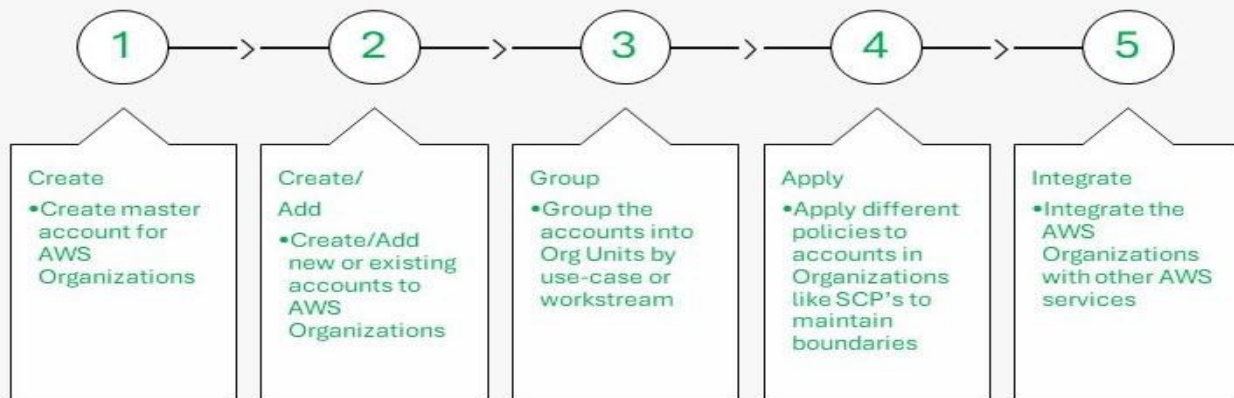 1
2
3
4
5
Create
•Create master
account for
AWS
Organizations
Create/
Add
•Create/Add
new or existing
accounts to
AWS
Organizations
Group
•Group the
accounts into
Org Units by
use-case or
workstream
Apply
•Apply different
policies to
accounts in
Organizations
like SCP's to
maintain
boundaries
Integrate
•Integrate the
AWS
Organizations
with other AWS
services